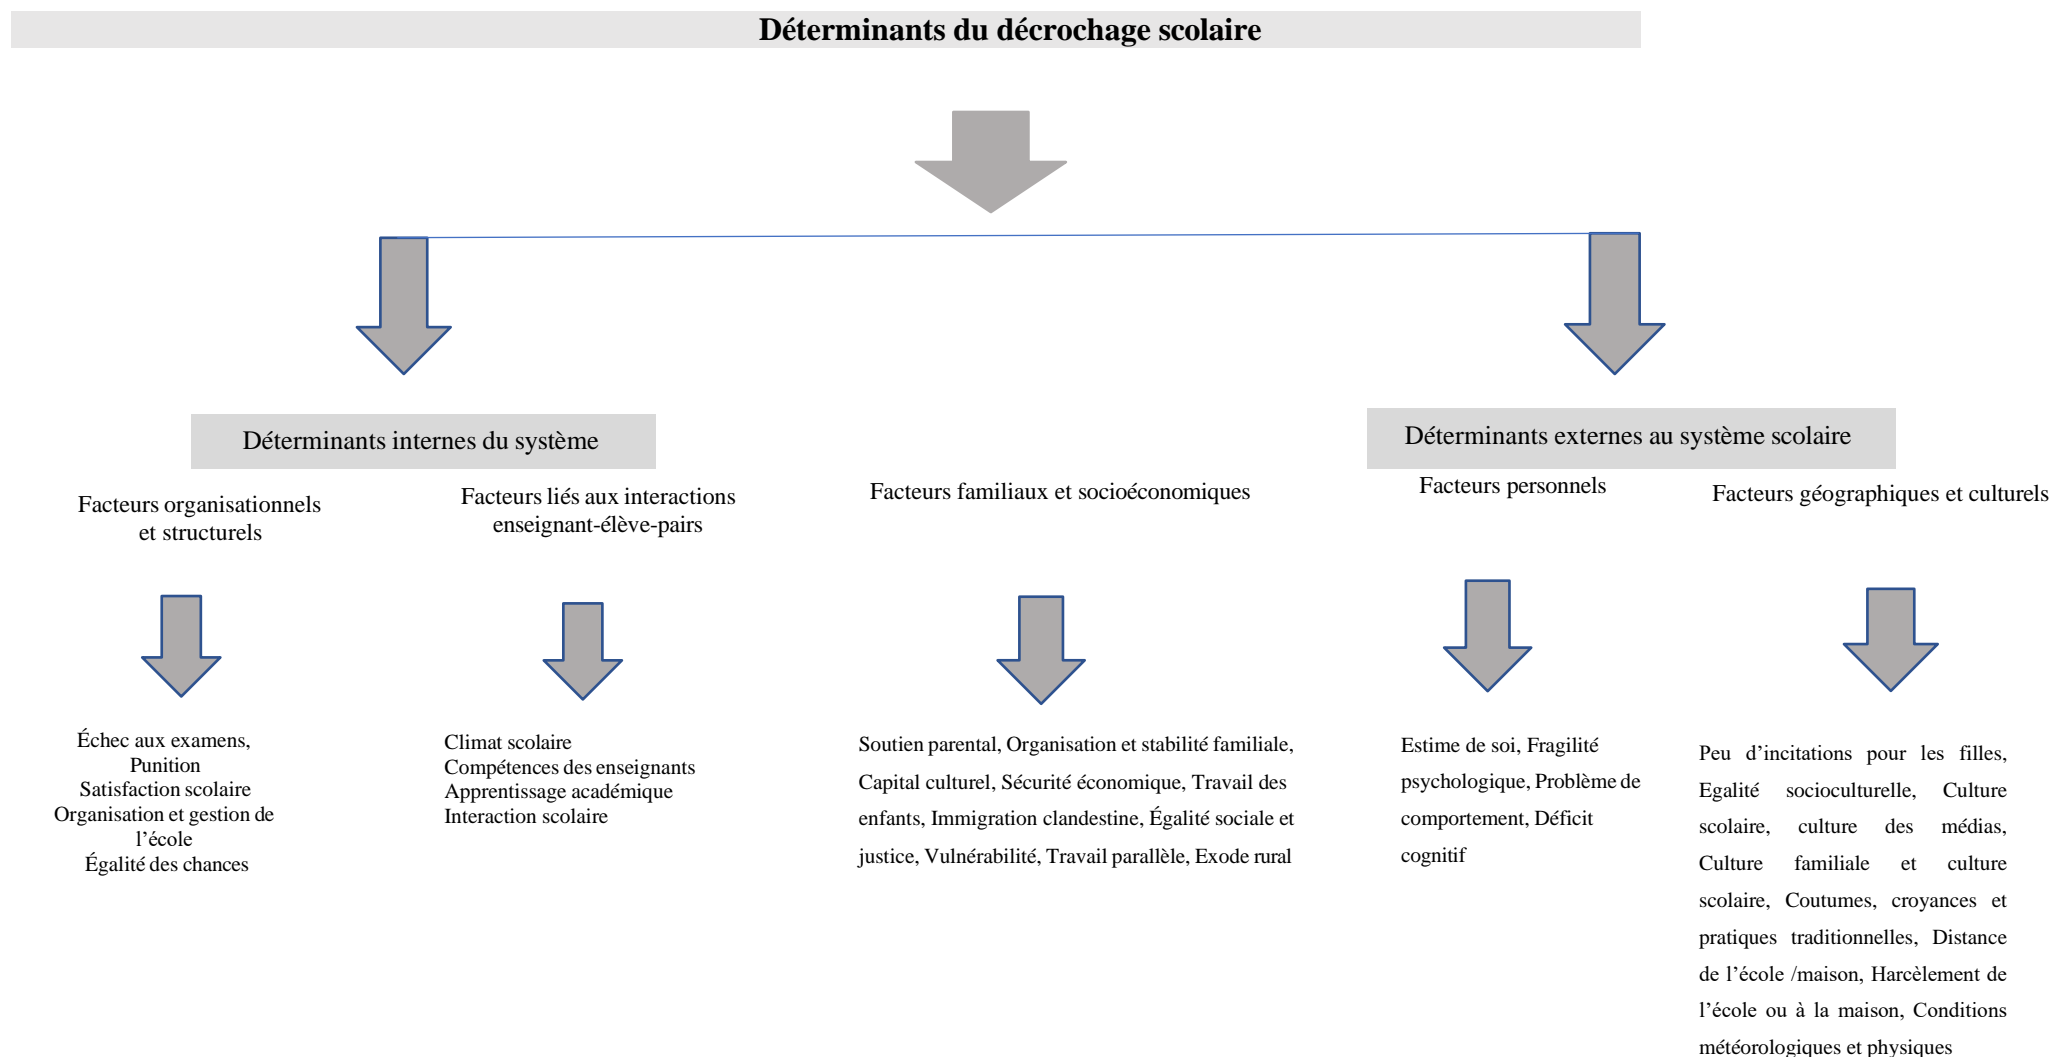 Déterminants du décrochage scolaire
Déterminants internes du système
Déterminants externes au système scolaire
Facteurs organisationnels
et structurels
Facteurs liés aux interactions
enseignant-élève-pairs
Facteurs familiaux et socioéconomiques
Facteurs personnels
Facteurs géographiques et culturels
Échec aux examens,
Punition
Satisfaction scolaire
Organisation et gestion de
l’école
Égalité des chances
Climat scolaire
Compétences des enseignants
Apprentissage académique
Interaction scolaire
Soutien parental, Organisation et stabilité familiale,
Capital culturel, Sécurité économique, Travail des
enfants, Immigration clandestine, Égalité sociale et
justice, Vulnérabilité, Travail parallèle, Exode rural
Estime de soi, Fragilité
psychologique, Problème de
comportement, Déficit
cognitif
Peu d’incitations pour les filles,
Egalité socioculturelle, Culture
scolaire, culture des médias,
Culture familiale et culture
scolaire, Coutumes, croyances et
pratiques traditionnelles, Distance
de l’école /maison, Harcèlement de
l’école ou à la maison, Conditions
météorologiques et physiques